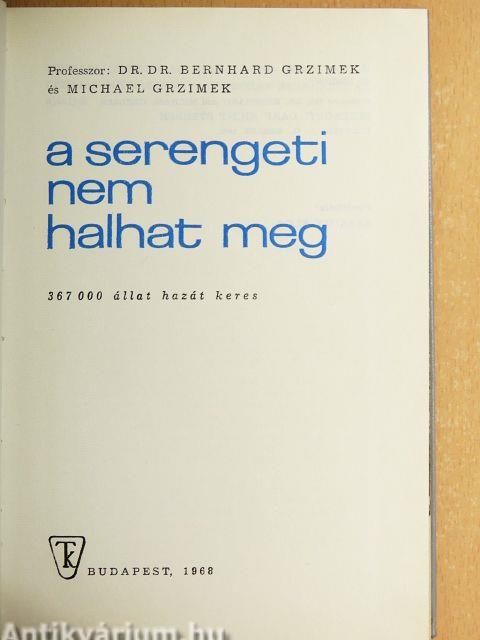 Professzor: DR. DR. BERNHARD GRZIMEK
és MICHAEL GRZIMEK
a serengeti
nem
halhat meg
367 000 állat hazát keres
TK
BUDAPEST, 1968
Antikvárium.hu